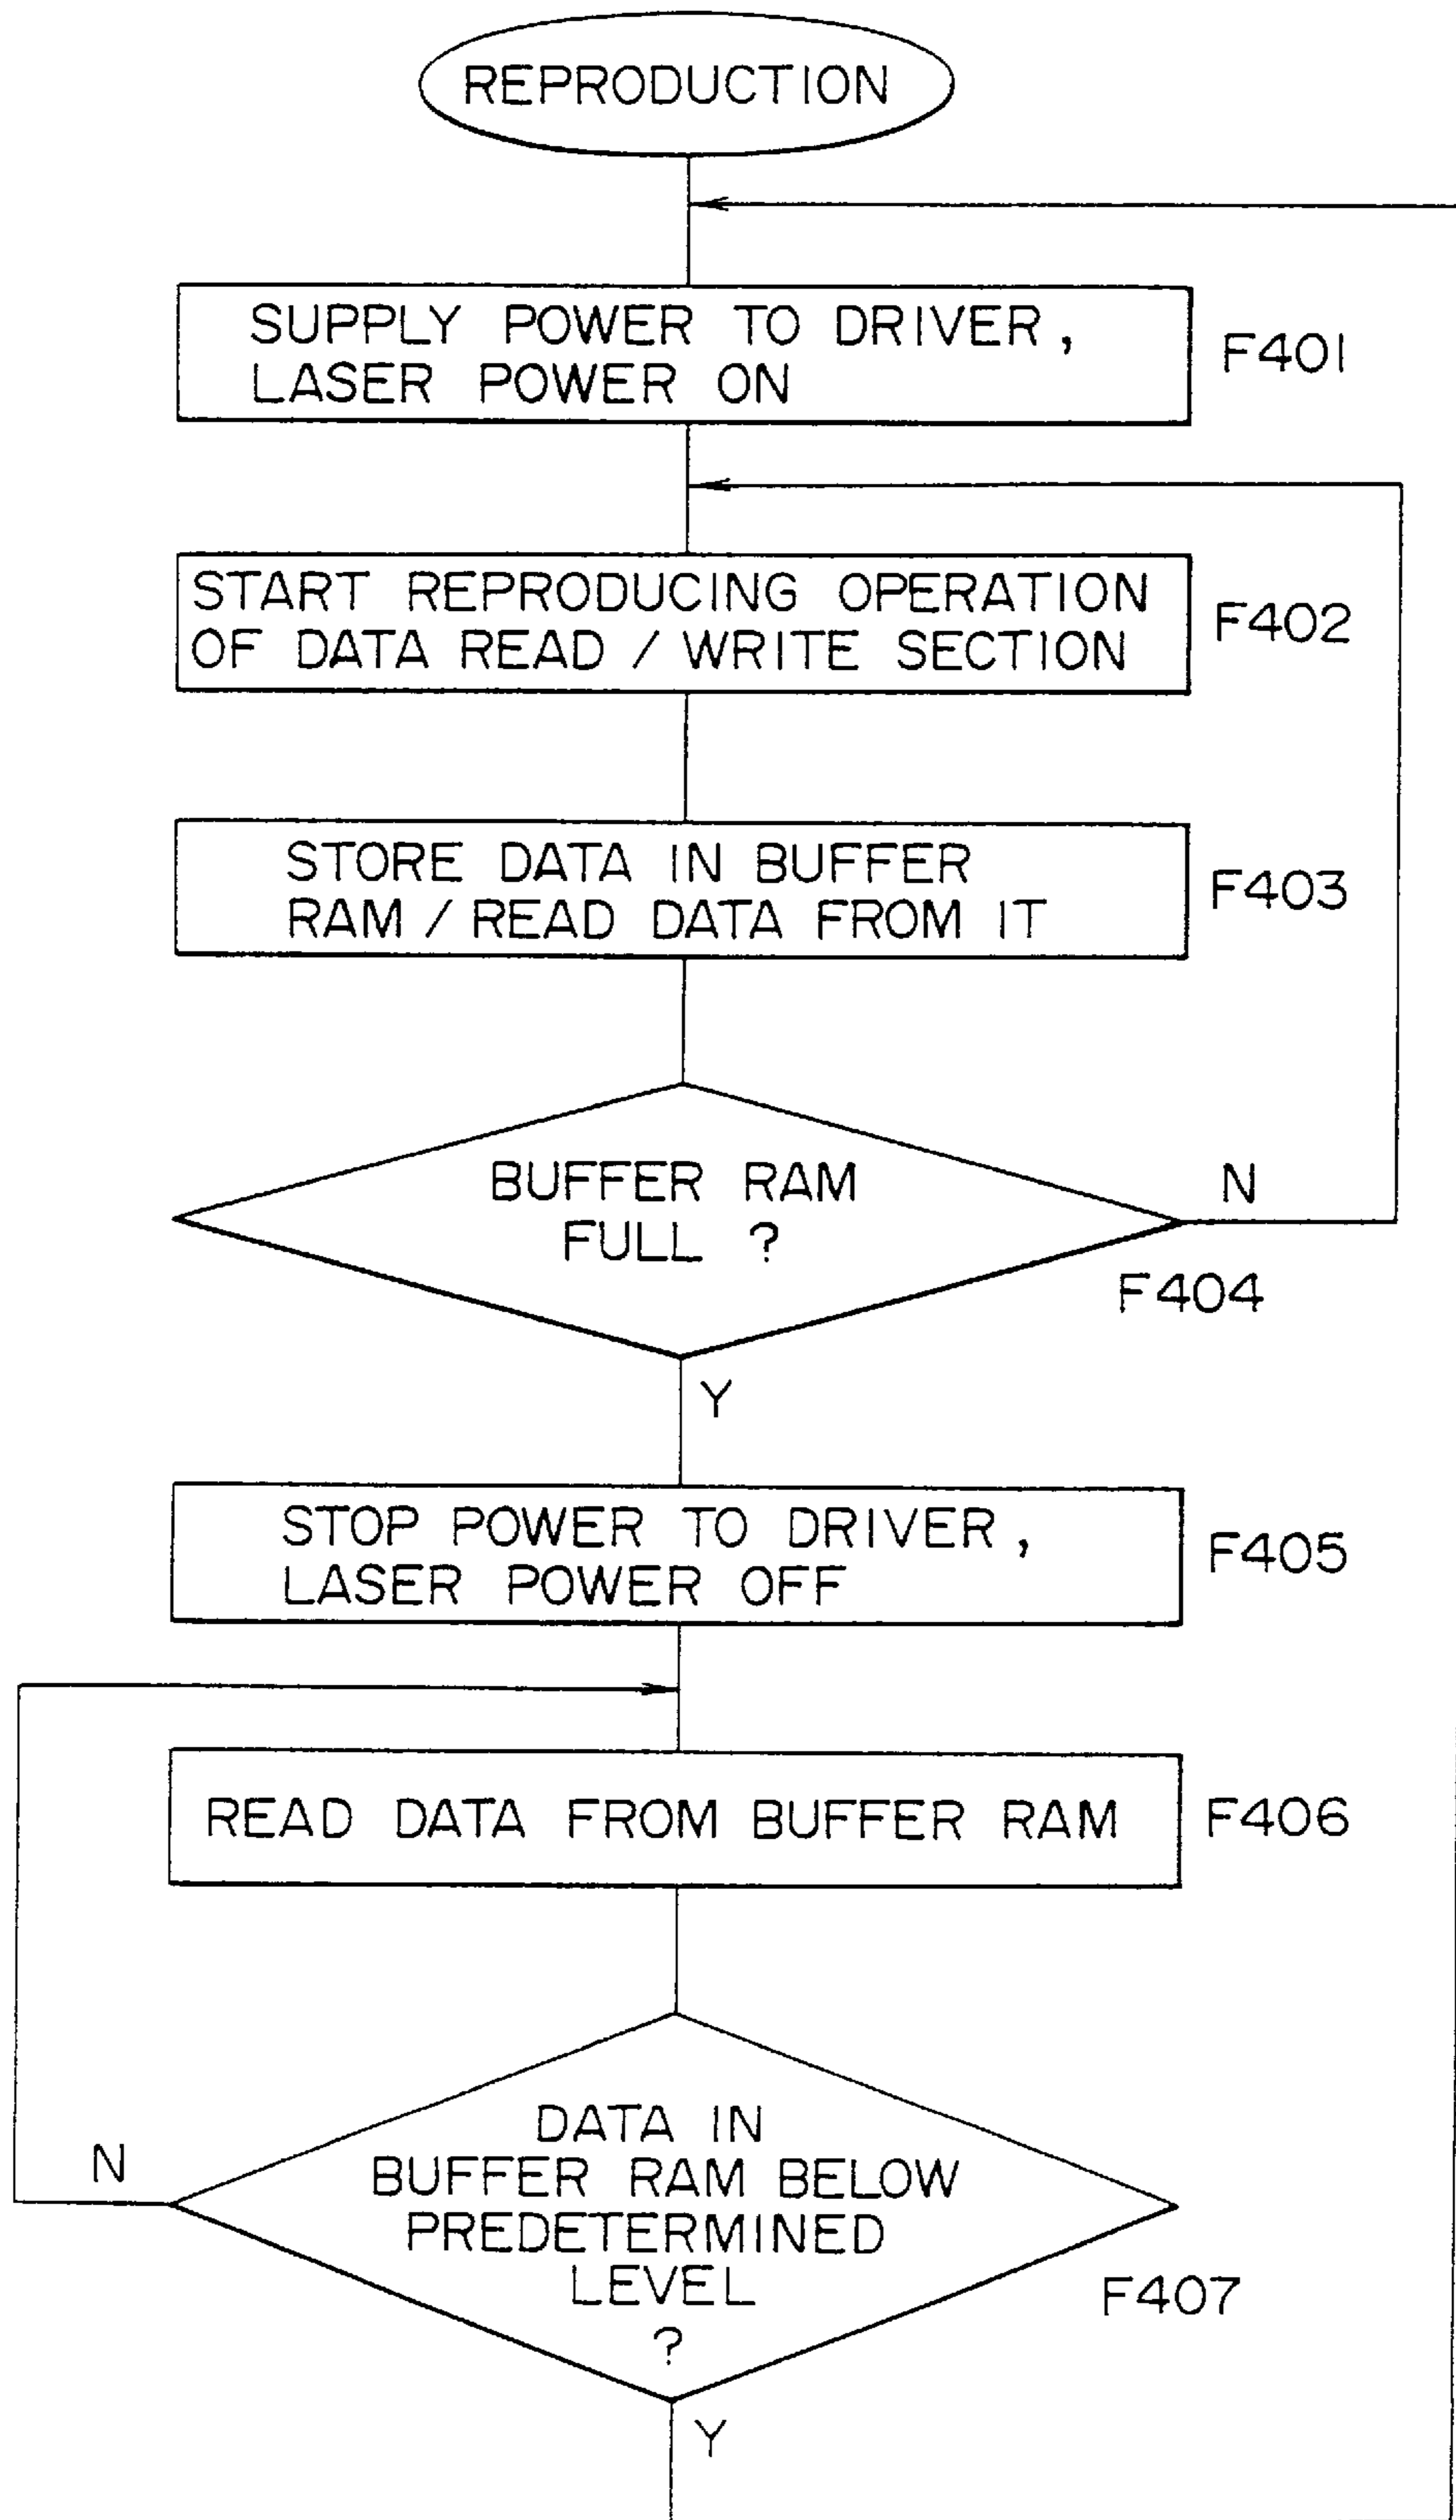 REPRODUCTION
SUPPLY POWER TO DRIVER,
LASER POWER ON
F401
START REPRODUCING OPERATION
OF DATA READ / WRITE SECTION
F402
STORE DATA IN BUFFER
RAM / READ DATA FROM IT
F403
BUFFER RAM
FULL ?
N
F404
Y
STOP POWER TO DRIVER,
LASER POWER OFF
F405
READ DATA FROM BUFFER RAM
F406
DATA IN
BUFFER RAM BELOW
PREDETERMINED
LEVEL
?
N
F407
Y